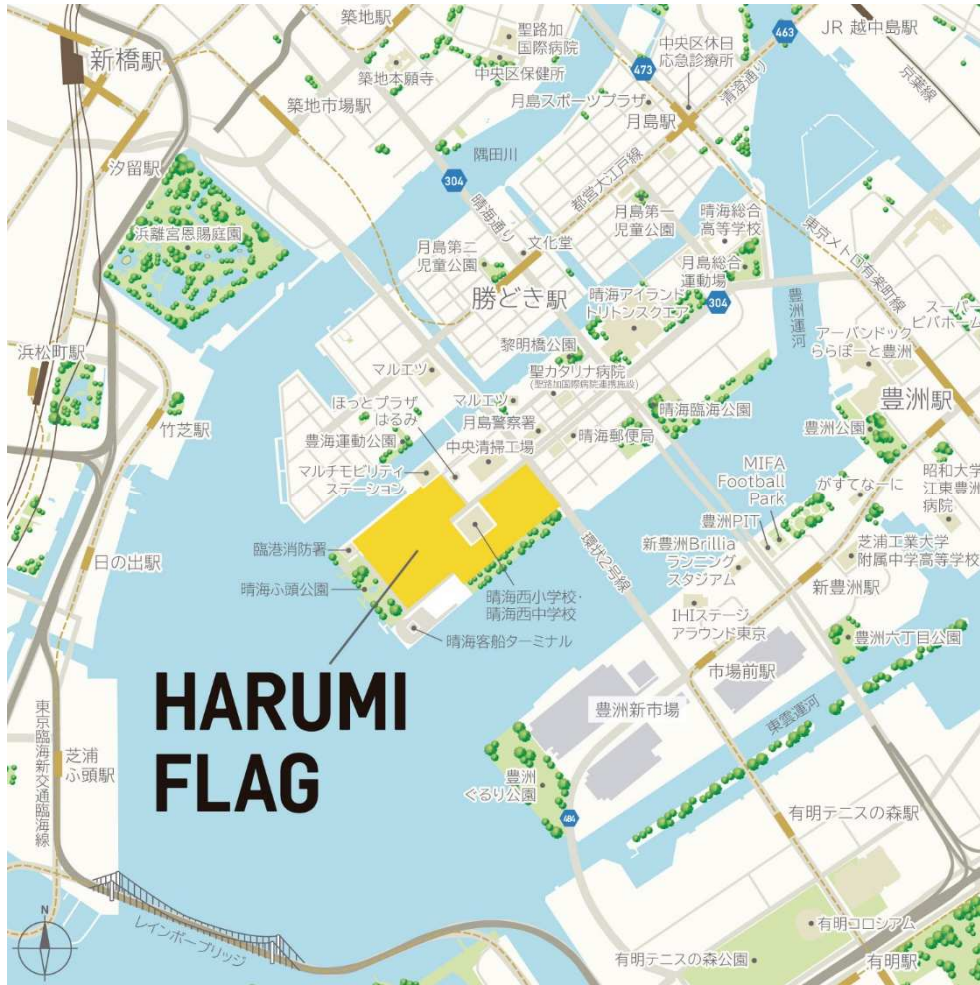 築地駅
聖路加
国際病院
473
中央区休日
応急診療所
463
JR 越中島駅
新橋駅
築地本願寺
中央区保健所
清澄通り
京葉線
築地市場駅
月島スポーツプラザ
月島駅
汐留駅
隅田川
304
都営大江戸線
晴海通り
月島第一
児童公園
晴海総合
高等学校
浜離宮恩賜庭園
月島第二
児童公園
文化堂
月島総合
運動場
東京メトロ有楽町線
勝どき駅
晴海アイランド
トリトンスクエア
304
豊洲運河
スーパー
ビバホーム
アーバンドック
ららぽーと豊洲
浜松町駅
黎明橋公園
マルエツ
聖カタリナ病院
(聖路加国際病院連携施設)
ほっとプラザ
はるみ
マルエツ
晴海臨海公園
豊洲駅
竹芝駅
月島警察署
豊海運動公園
中央清掃工場
晴海郵便局
豊洲公園
マルチモビリティ
ステーション
MIFA
Football
Park
がすてなーに
昭和大学
江東豊洲
病院
豊洲PIT
臨港消防署
環状2号線
新豊洲Brillia
ランニング
スタジアム
芝浦工業大学
附属中学高等学校
日の出駅
晴海ふ頭公園
晴海西小学校・
晴海西中学校
新豊洲駅
IHIステージ
アラウンド東京
晴海客船ターミナル
豊洲六丁目公園
市場前駅
HARUMI
FLAG
豊洲新市場
東雲運河
東京臨海新交通臨海線
芝浦
ふ頭駅
豊洲
ぐるり公園
484
有明テニスの森駅
N
レインボーブリッジ
有明コロシアム
有明テニスの森公園
有明駅